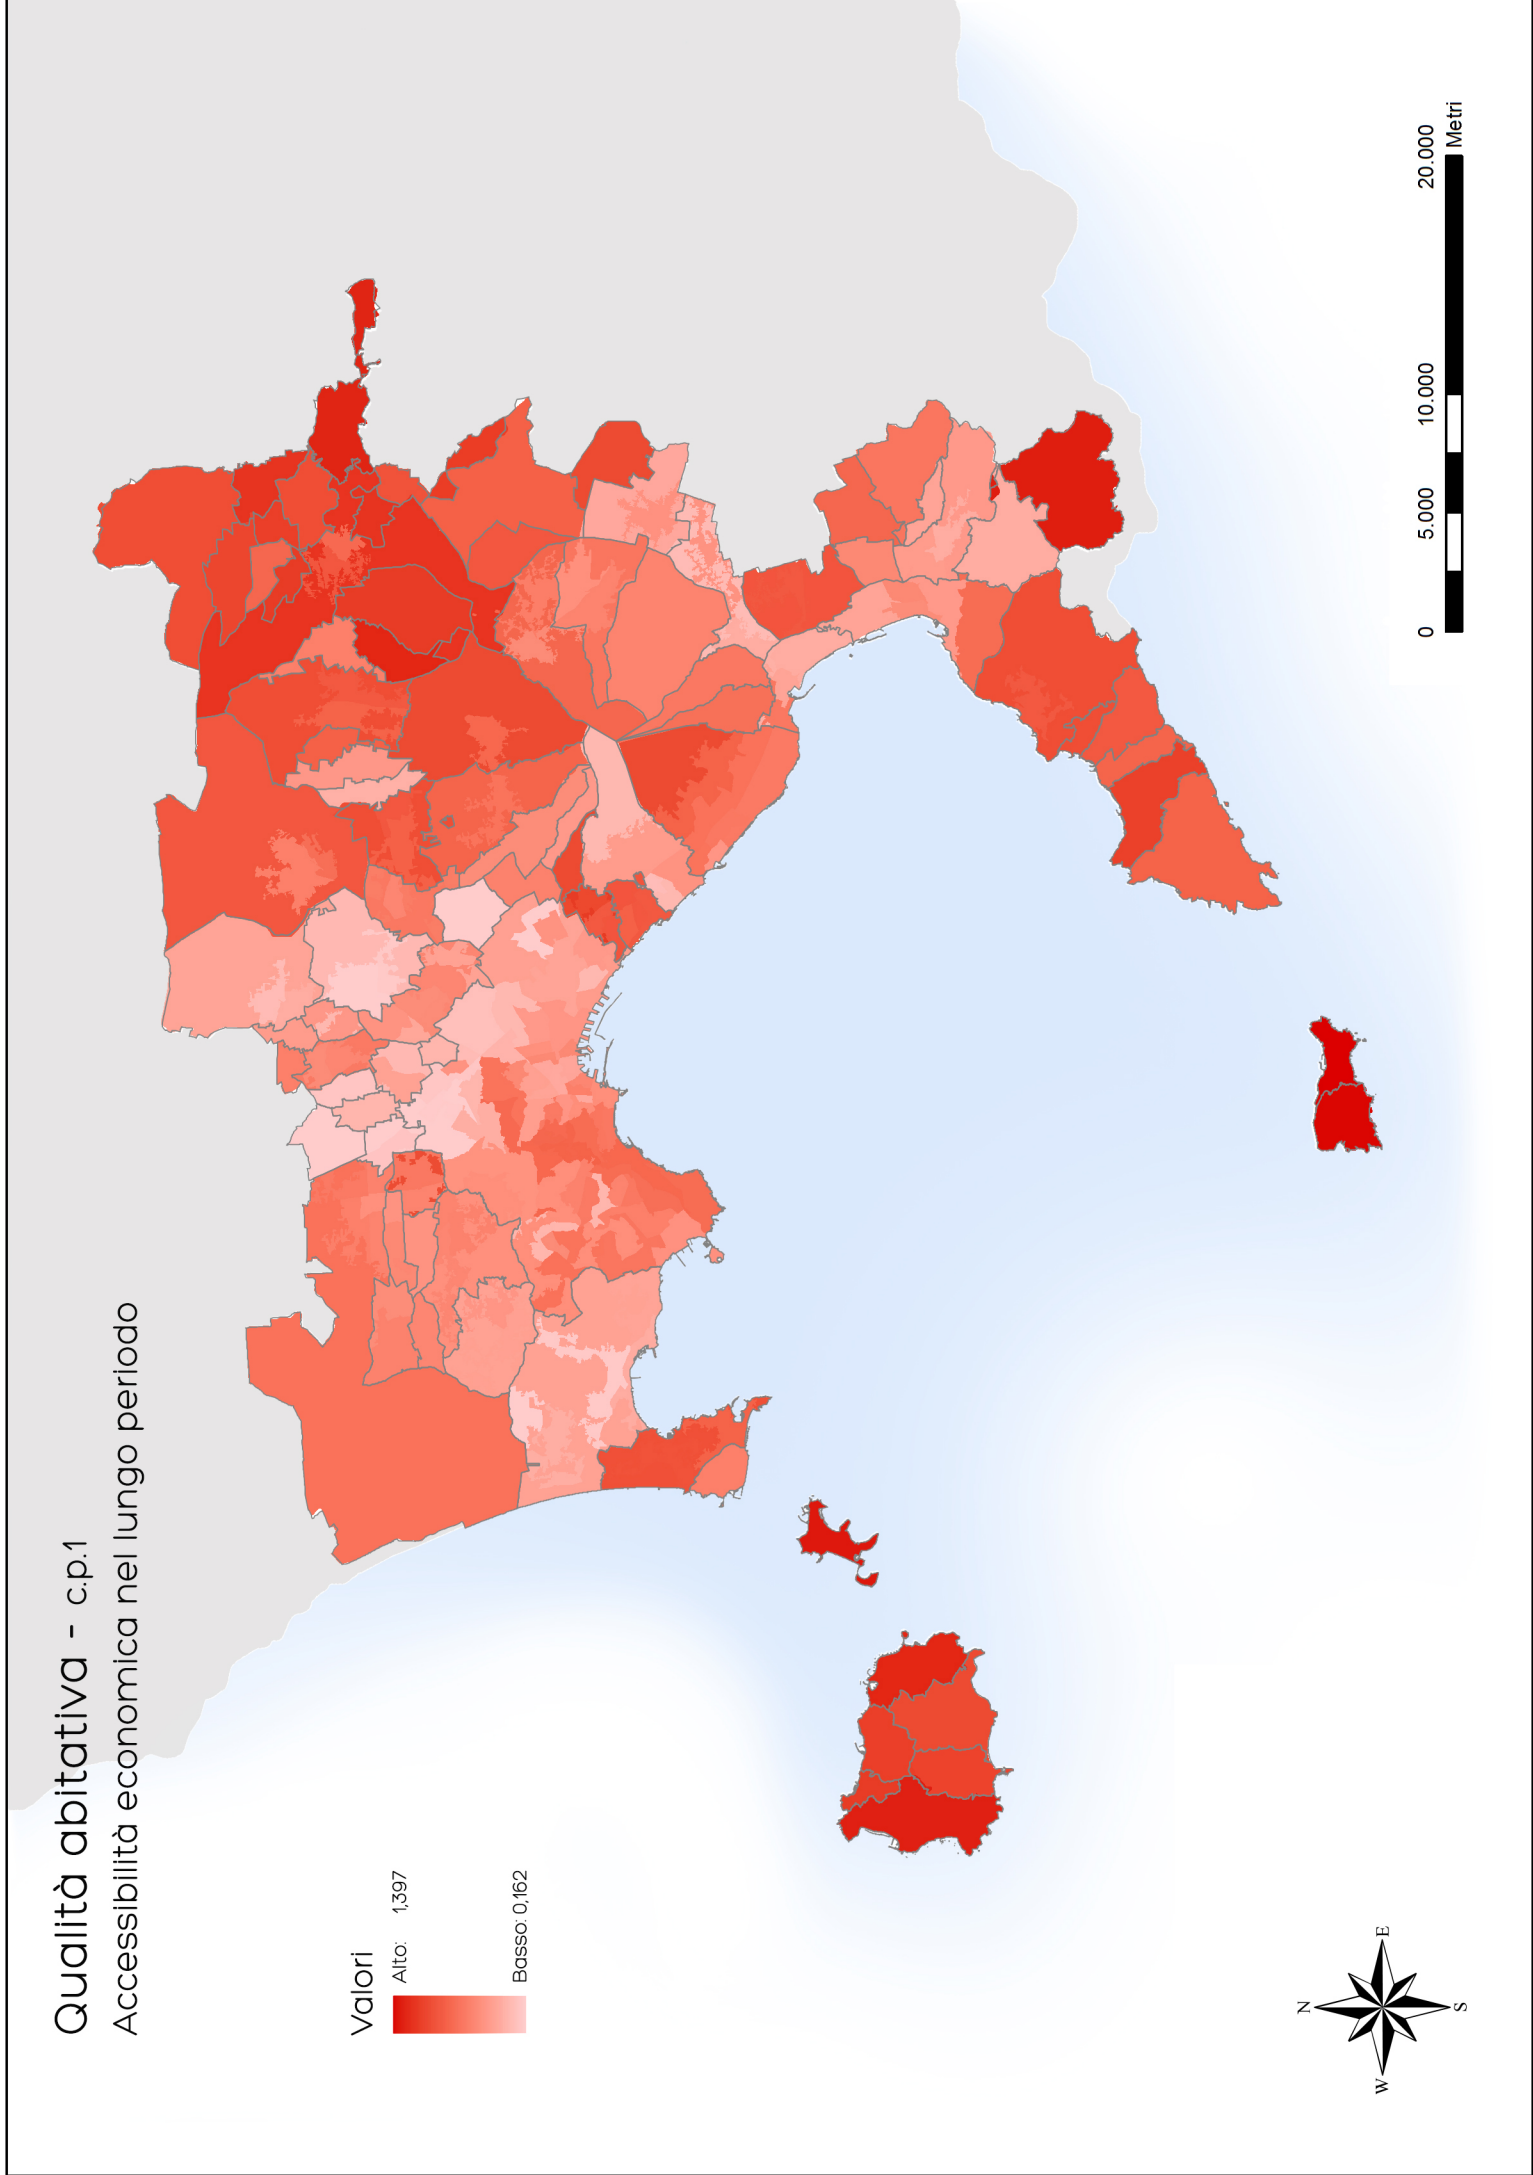 Qualità abitativa - c.p.1
Accessibilità economica nel lungo periodo
Valori
Alto: 1,397
Basso: 0,162
N
W
E
S
0
5.000
10.000
20.000
Metri